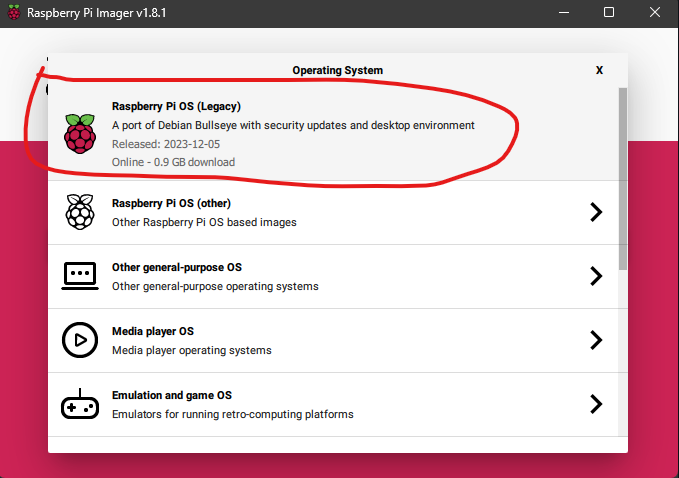 Raspberry Pi Imager v1.8.1
Operating System
X
Raspberry Pi OS (Legacy)
A port of Debian Bullseye with security updates and desktop environment
Released: 2023-12-05
Online - 0.9 GB download
Raspberry Pi OS (other)
Other Raspberry Pi OS based images
Other general-purpose OS
Other general-purpose operating systems
Media player OS
Media player operating systems
Emulation and game OS
Emulators for running retro-computing platforms